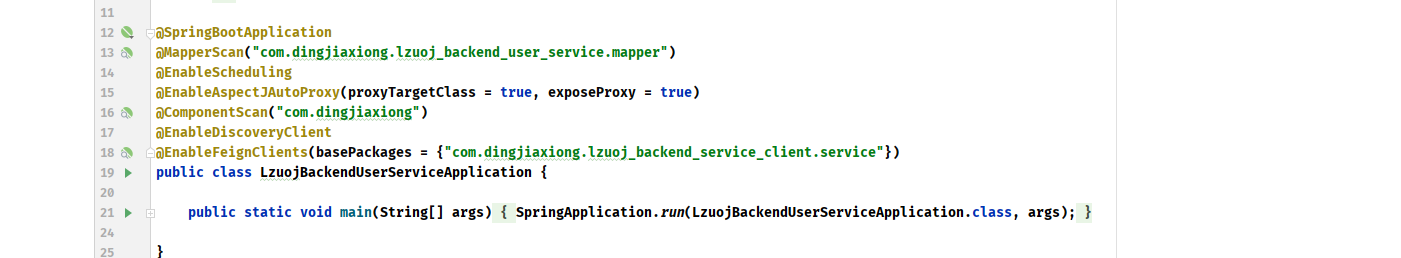 11
12 @SpringBootApplication
13 @MapperScan("com.dingjiaxiong.lzuoj_backend_user_service.mapper")
14 @EnableScheduling
15 @EnableAspectJAutoProxy(proxyTargetClass = true, exposeProxy = true)
16 @ComponentScan("com.dingjiaxiong")
17 @EnableDiscoveryClient
18 @EnableFeignClients(basePackages = {"com.dingjiaxiong.lzuoj_backend_service_client.service"})
19 public class LzuojBackendUserServiceApplication {
20
21 public static void main(String[] args) { SpringApplication.run(LzuojBackendUserServiceApplication.class, args); }
24
25 }